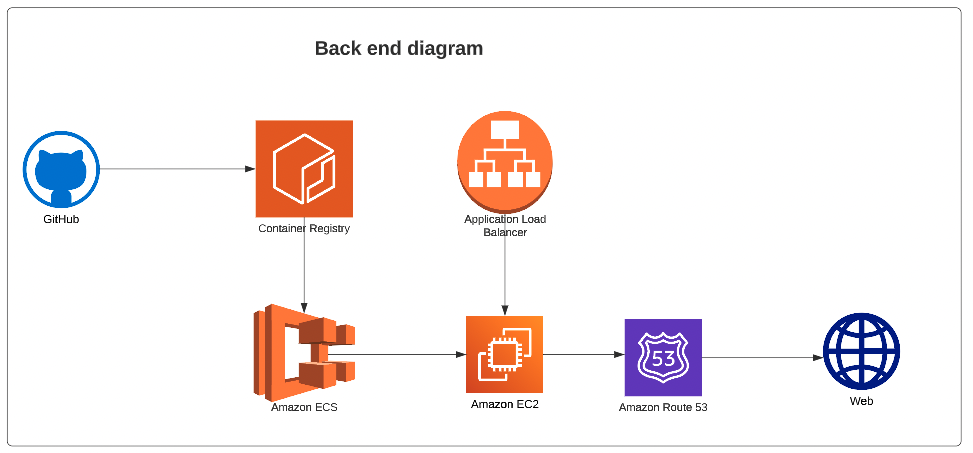 Back end diagram
GitHub
Container Registry
Application Load
Balancer
Amazon ECS
Amazon EC2
53
Amazon Route 53
Web